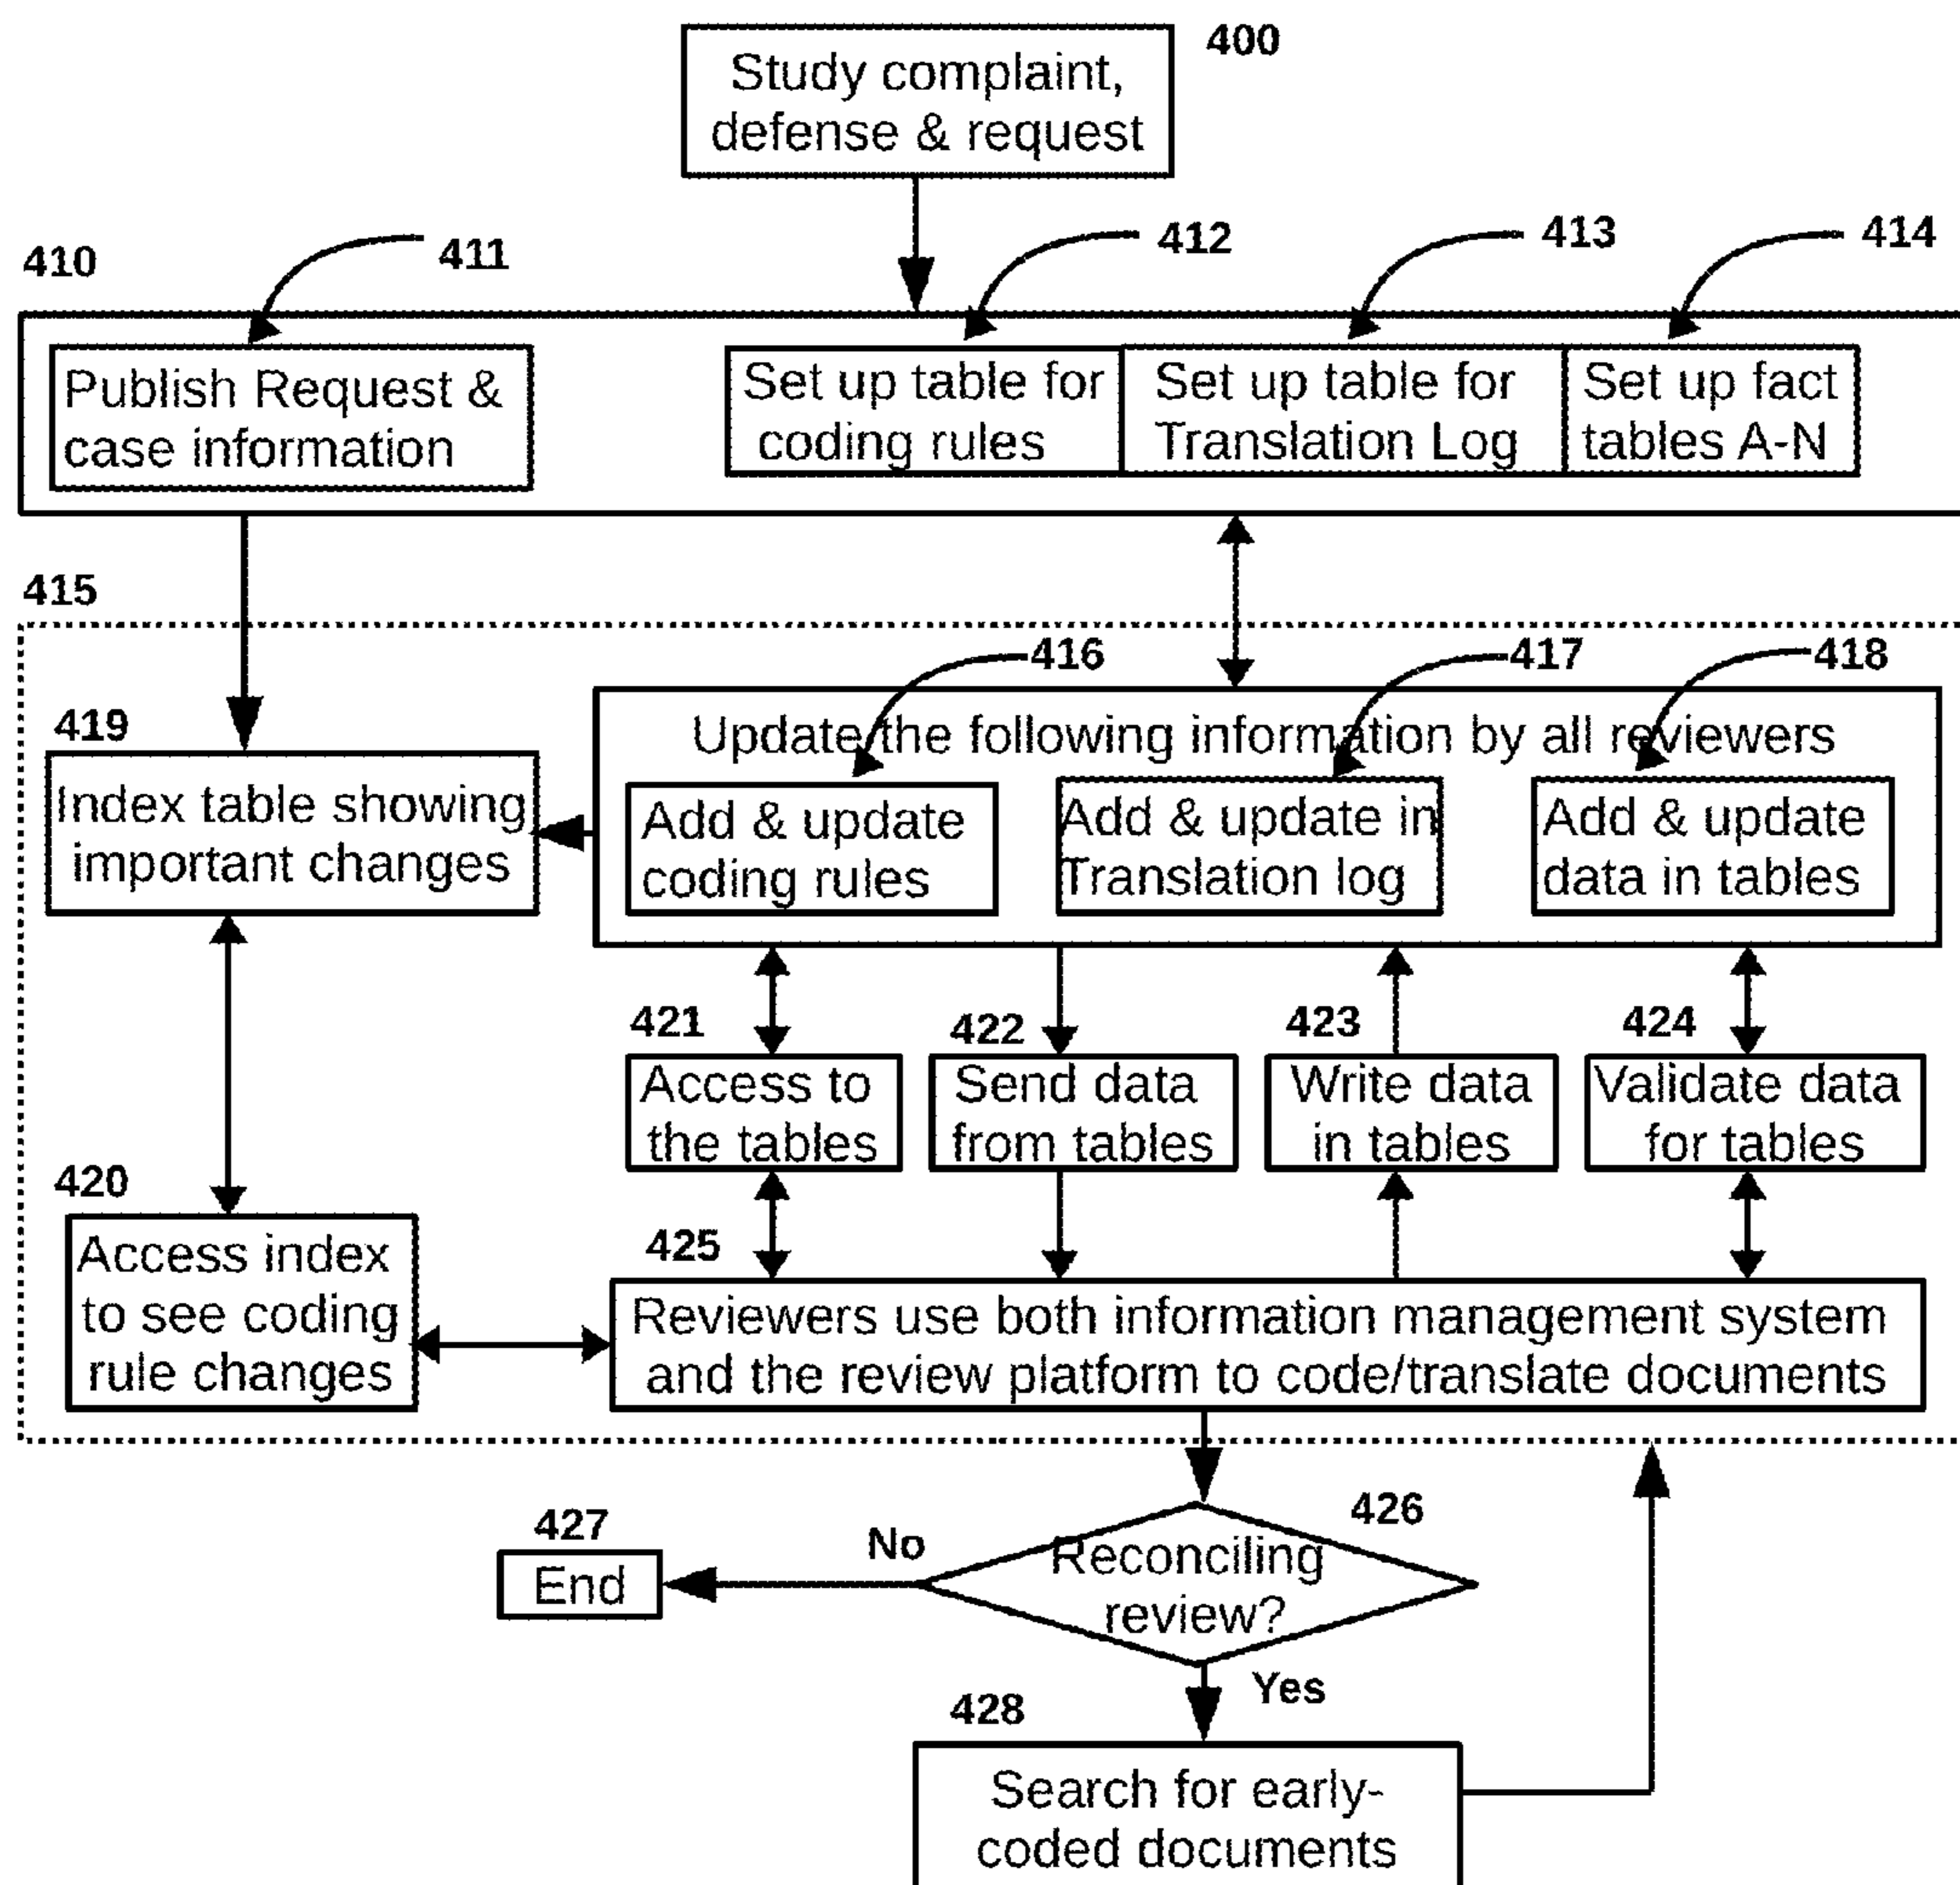 400
Study complaint,
defense & request
410
411
412
413
414
Publish Request &
case information
Set up table for
coding rules
Set up table for
Translation Log
Set up fact
tables A-N
415
416
417
418
Update the following information by all reviewers
419
Index table showing
important changes
Add & update
coding rules
Add & update in
Translation log
Add & update
data in tables
421
422
423
424
Access to
the tables
Send data
from tables
Write data
in tables
Validate data
for tables
420
Access index
to see coding
rule changes
425
Reviewers use both information management system
and the review platform to code/translate documents
426
427
No
End
Reconciling
review?
Yes
428
Search for early-
coded documents